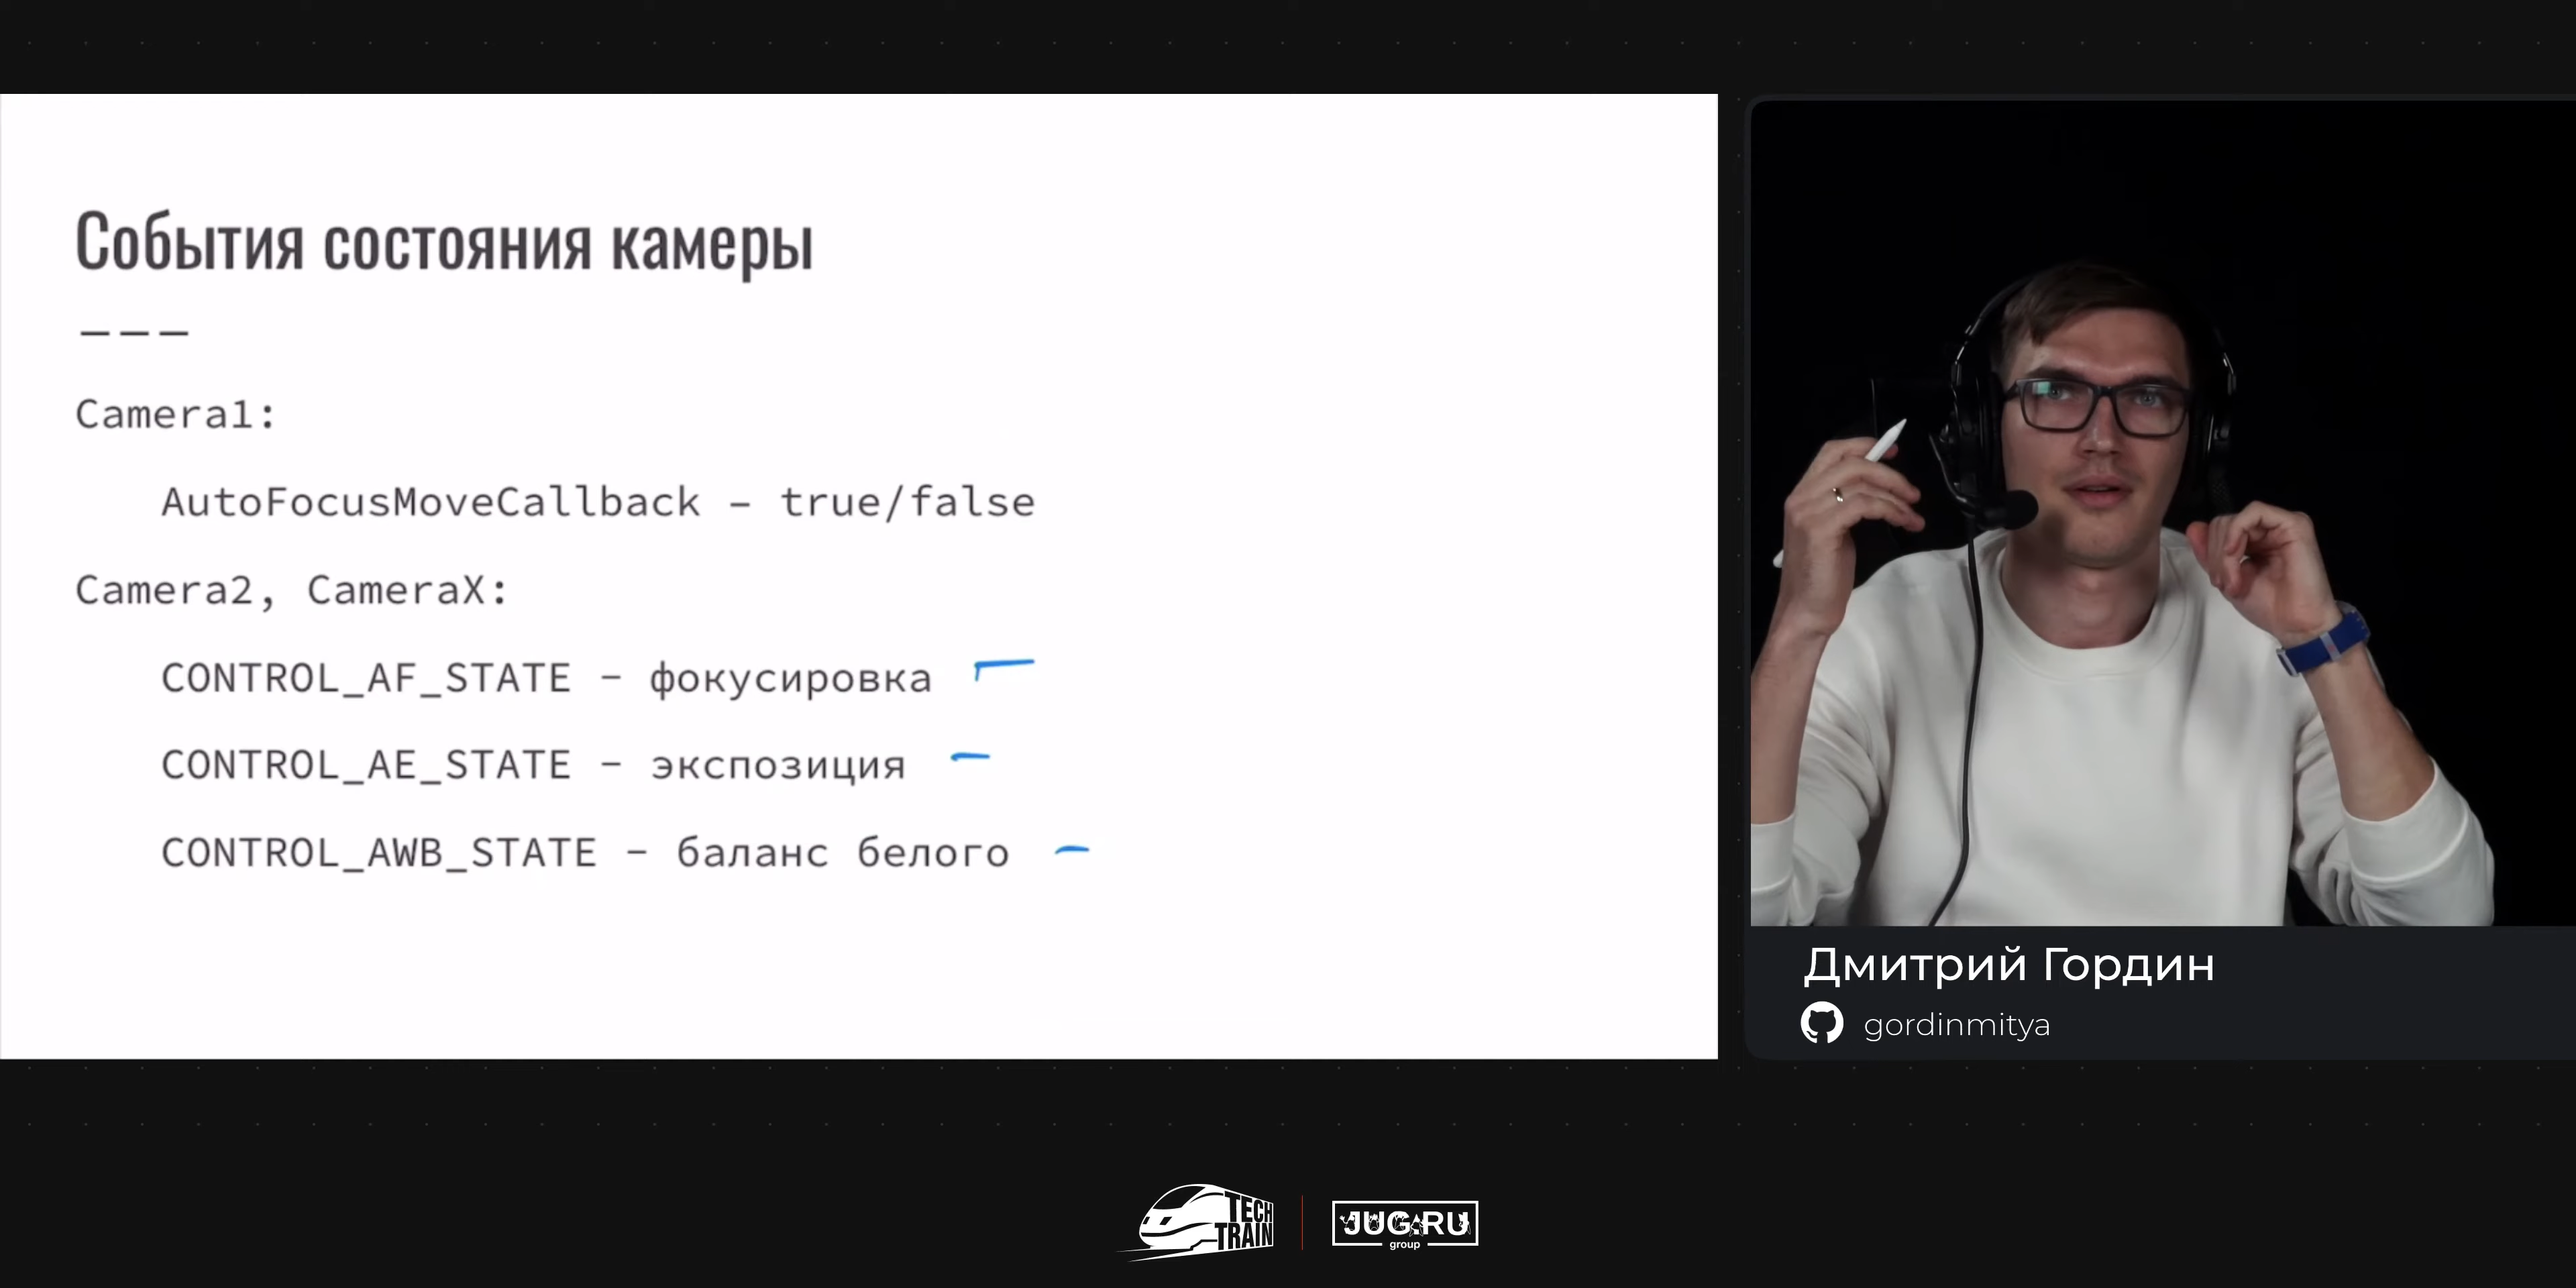 События состояния камеры
---
Camera1:
AutoFocusMoveCallback – true/false
Camera2, CameraX:
CONTROL_AF_STATE - фокусировка
CONTROL_AE_STATE - экспозиция
CONTROL_AWB_STATE - баланс белого
Дмитрий Гордин
gordinmitya
TECH
TRAIN
JUG.RU
group